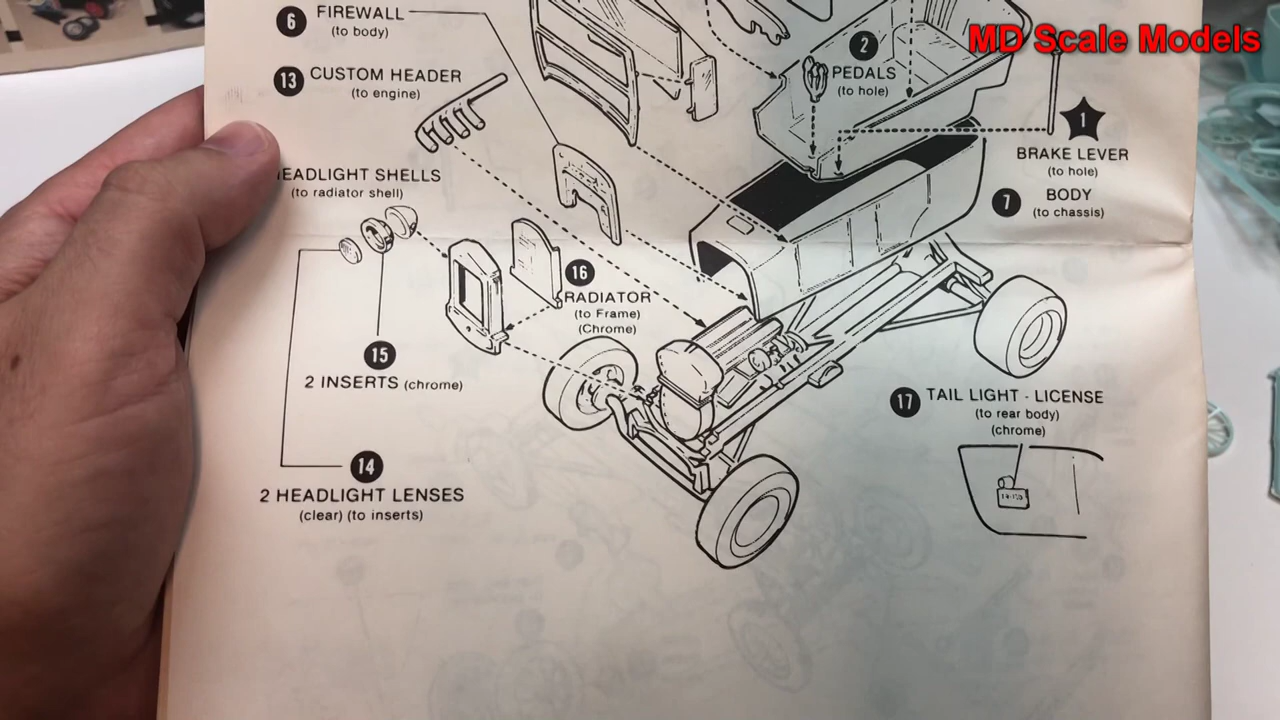 MD Scale Models
6 FIREWALL
(to body)
13 CUSTOM HEADER
(to engine)
2 PEDALS
(to hole)
1
BRAKE LEVER
(to hole)
7 BODY
(to chassis)
EADLIGHT SHELLS
(to radiator shell)
16
RADIATOR
(to Frame)
(Chrome)
15
2 INSERTS (chrome)
17 TAIL LIGHT - LICENSE
(to rear body)
(chrome)
14
2 HEADLIGHT LENSES
(clear) (to inserts)